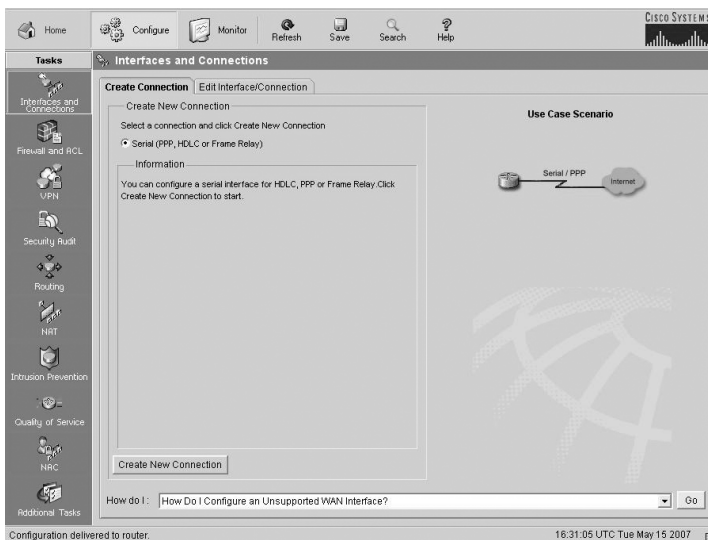 Home
Configure
Monitor
Refresh
Save
Search
Help
CISCO SYSTEMS
Tasks
Interfaces and Connections
Interfaces and
Connections
Firewall and ACL
VPN
Security Audit
Routing
NAT
Intrusion Prevention
Quality of Service
NAC
Additional Tasks
Create Connection
Edit Interface/Connection
Create New Connection
Select a connection and click Create New Connection
Serial (PPP, HDLC or Frame Relay)
Information
You can configure a serial interface for HDLC, PPP or Frame Relay.Click
Create New Connection to start.
Use Case Scenario
Serial / PPP
Internet
Create New Connection
How do I :
How Do I Configure an Unsupported WAN Interface?
Go
Configuration delivered to router.
16:31:05 UTC Tue May 15 2007